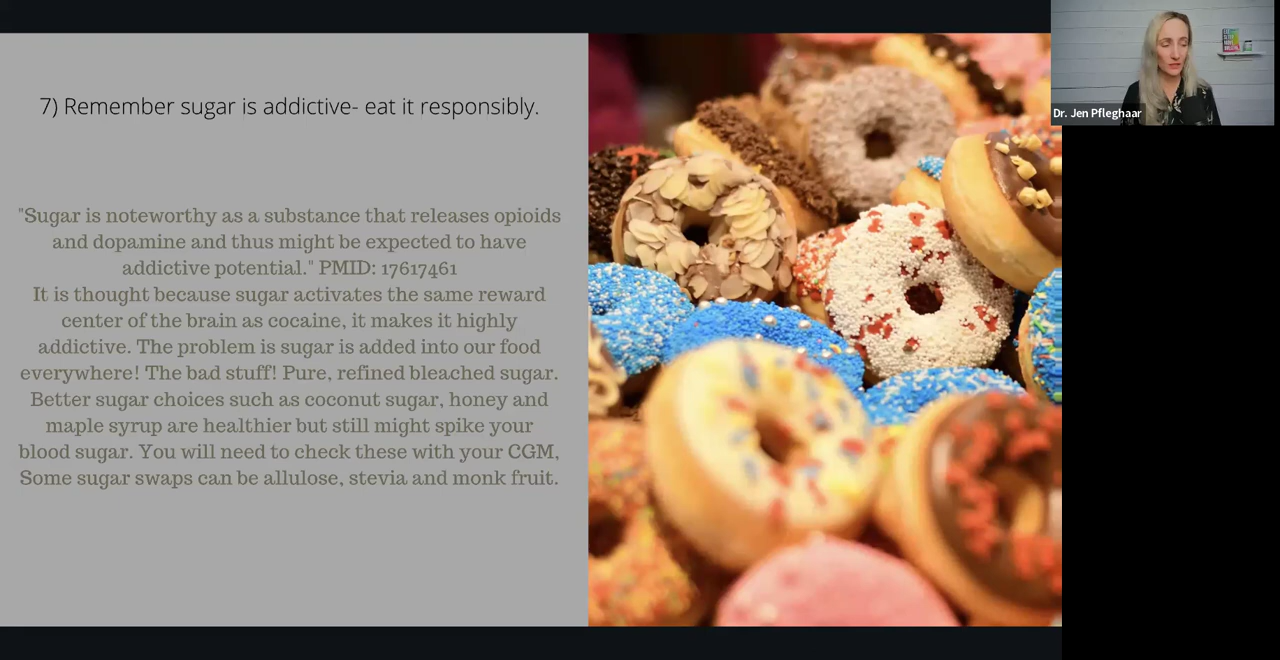 7) Remember sugar is addictive- eat it responsibly.
"Sugar is noteworthy as a substance that releases opioids
and dopamine and thus might be expected to have
addictive potential." PMID: 17617461
It is thought because sugar activates the same reward
center of the brain as cocaine, it makes it highly
addictive. The problem is sugar is added into our food
everywhere! The bad stuff! Pure, refined bleached sugar.
Better sugar choices such as coconut sugar, honey and
maple syrup are healthier but still might spike your
blood sugar. You will need to check these with your CGM,
Some sugar swaps can be allulose, stevia and monk fruit.
Dr. Jen Pfleghaar